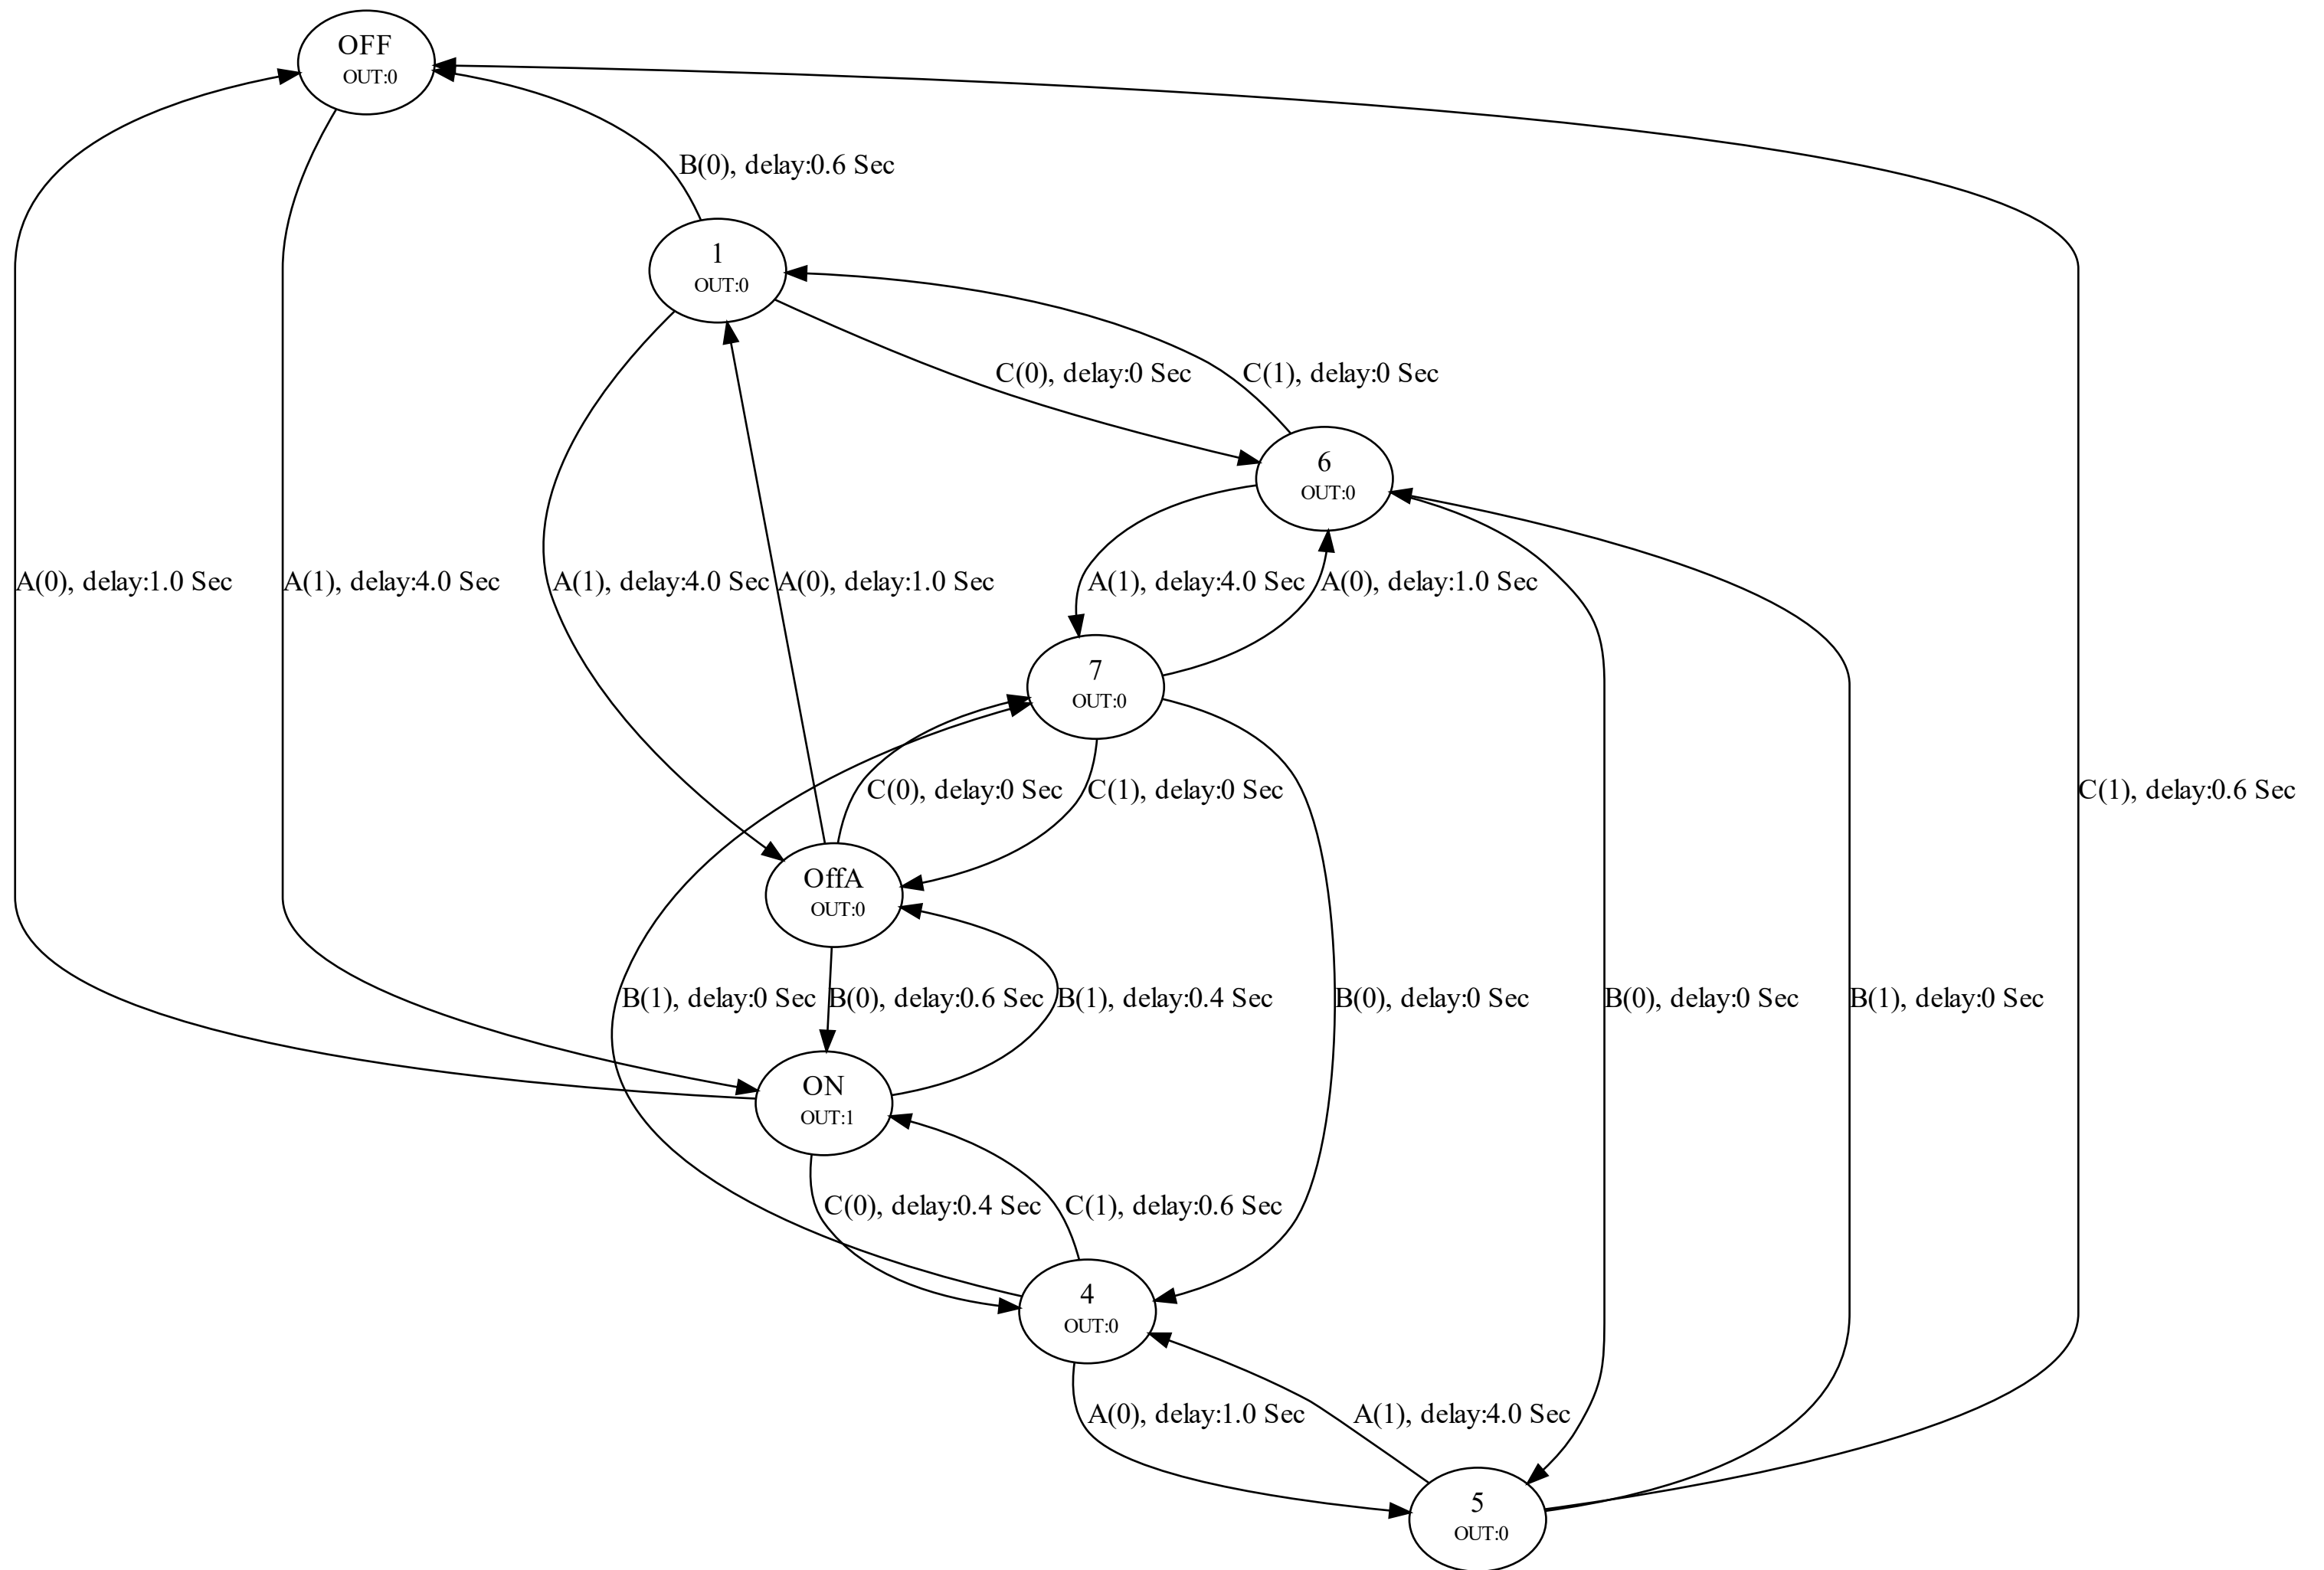 OFF
OUT:0
B(0), delay:0.6 Sec
1
OUT:0
C(0), delay:0 Sec
C(1), delay:0 Sec
6
OUT:0
A(0), delay:1.0 Sec
A(1), delay:4.0 Sec
A(1), delay:4.0 Sec
A(0), delay:1.0 Sec
A(1), delay:4.0 Sec
A(0), delay:1.0 Sec
7
OUT:0
C(0), delay:0 Sec
C(1), delay:0 Sec
C(1), delay:0.6 Sec
OffA
OUT:0
B(1), delay:0 Sec
B(0), delay:0.6 Sec
B(1), delay:0.4 Sec
B(0), delay:0 Sec
B(0), delay:0 Sec
B(1), delay:0 Sec
ON
OUT:1
C(0), delay:0.4 Sec
C(1), delay:0.6 Sec
4
OUT:0
A(0), delay:1.0 Sec
A(1), delay:4.0 Sec
5
OUT:0